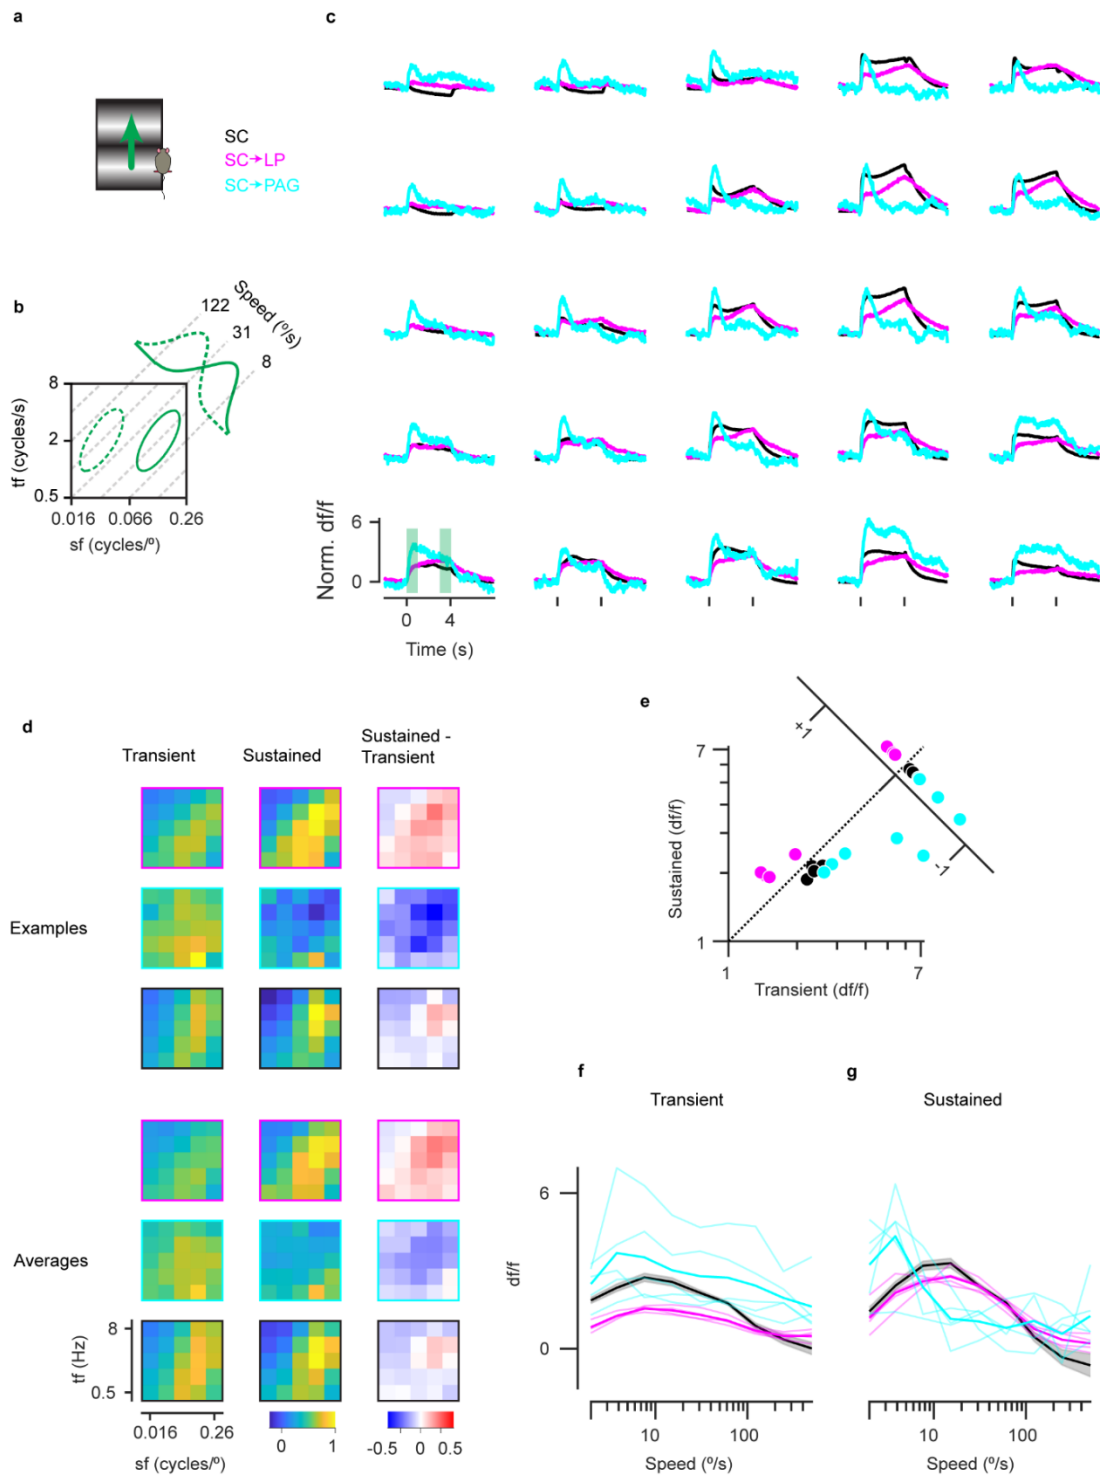 a
SC
SC→LP
SC→PAG
b
Speed (º/s)
122
31
8
tf (cycles/s)
8
2
0.5
0.016 0.066 0.26
sf (cycles/º)
c
Norm. df/f
6
0
0 4
Time (s)
d
Transient Sustained Sustained -
Transient
Examples
Averages
tf (Hz)
8
0.5
0.016 0.26
sf (cycles/º)
0 1
-0.5 0 0.5
e
+1
-1
Sustained (df/f)
7
1
1 7
Transient (df/f)
f
Transient
df/f
6
0
10 100
Speed (º/s)
g
Sustained
10 100
Speed (º/s)